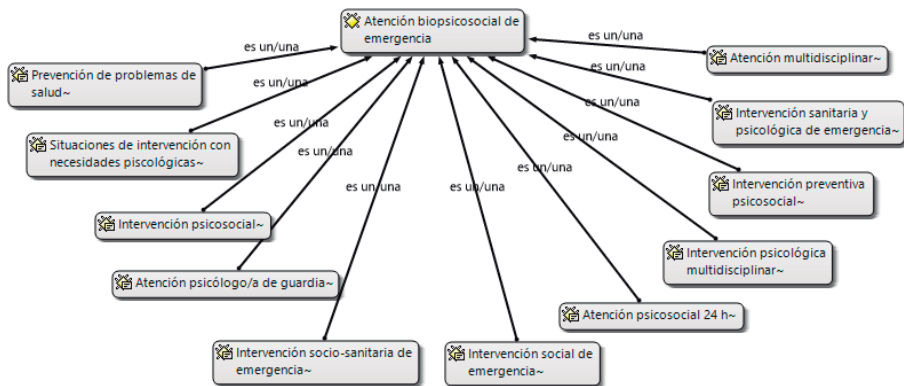 Atención biopsicosocial de
emergencia
es un/una
es un/una
Atención multidisciplinar~
Prevención de problemas de
salud~
es un/una
es un/una
Intervención sanitaria y
psicológica de emergencia~
Situaciones de intervención con
necesidades piscológicas~
es un/una
es un/una
es un/una
es un/una
Intervención preventiva
psicosocial~
es un/una
es un/una
es un/una
Intervención psicosocial~
Intervención psicológica
multidisciplinar~
Atención psicólogo/a de guardia~
Atención psicosocial 24 h~
Intervención socio-sanitaria de
emergencia~
Intervención social de
emergencia~